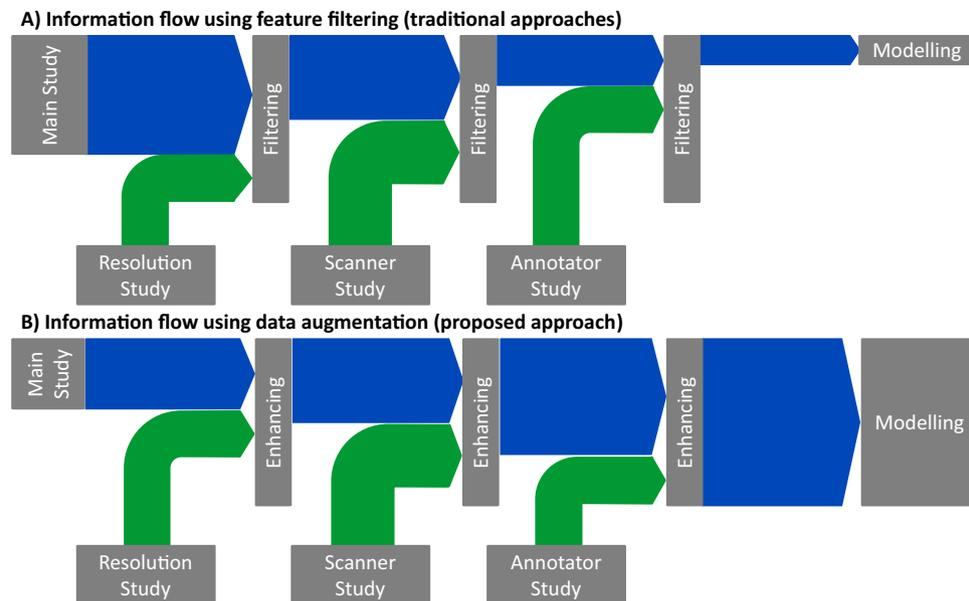 A) Information flow using feature filtering (traditional approaches)
Main Study
Filtering
Filtering
Filtering
Modelling
Resolution
Study
Scanner
Study
Annotator
Study
B) Information flow using data augmentation (proposed approach)
Main
Study
Enhancing
Enhancing
Enhancing
Modelling
Resolution
Study
Scanner
Study
Annotator
Study